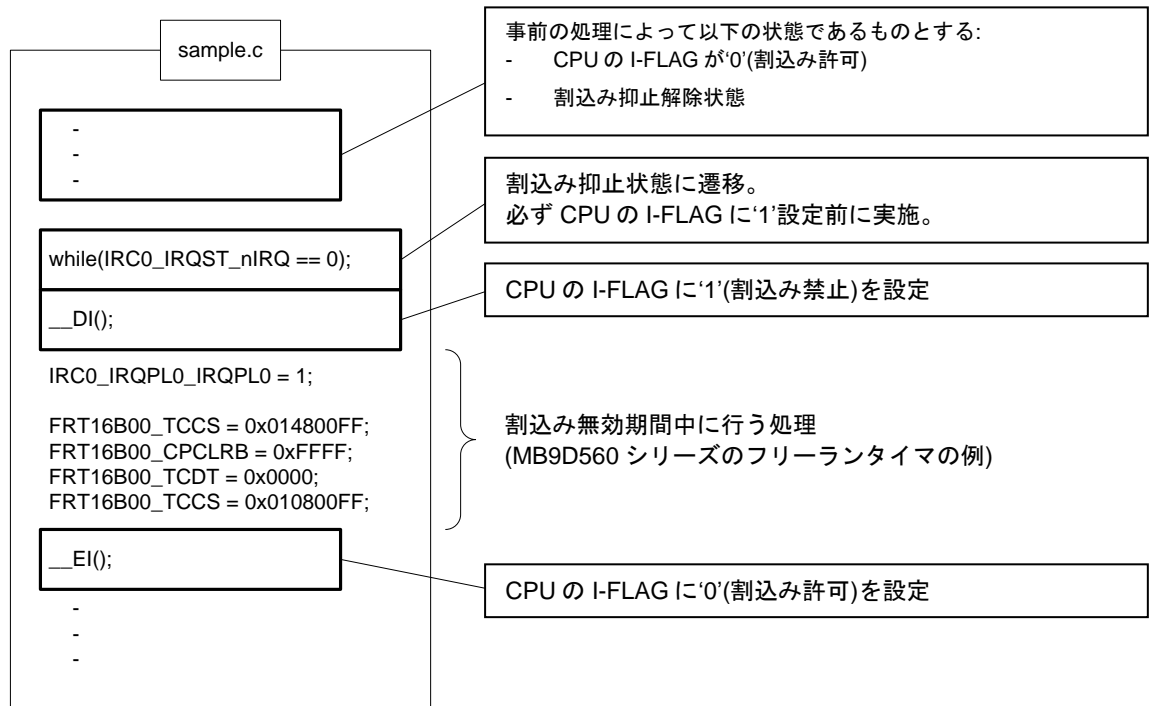 sample.c
-
-
-
事前の処理によって以下の状態であるものとする:
- CPU の I-FLAG が‘0’(割込み許可)
- 割込み抑止解除状態
while(IRC0_IRQST_nIRQ == 0);
割込み抑止状態に遷移。
必ず CPU の I-FLAG に‘1’設定前に実施。
__DI();
CPU の I-FLAG に‘1’(割込み禁止)を設定
IRC0_IRQPL0_IRQPL0 = 1;
FRT16B00_TCCS = 0x014800FF;
FRT16B00_CPCLRB = 0xFFFF;
FRT16B00_TCDT = 0x0000;
FRT16B00_TCCS = 0x010800FF;
割込み無効期間中に行う処理
(MB9D560 シリーズのフリーランタイマの例)
__EI();
CPU の I-FLAG に‘0’(割込み許可)を設定
-
-
-